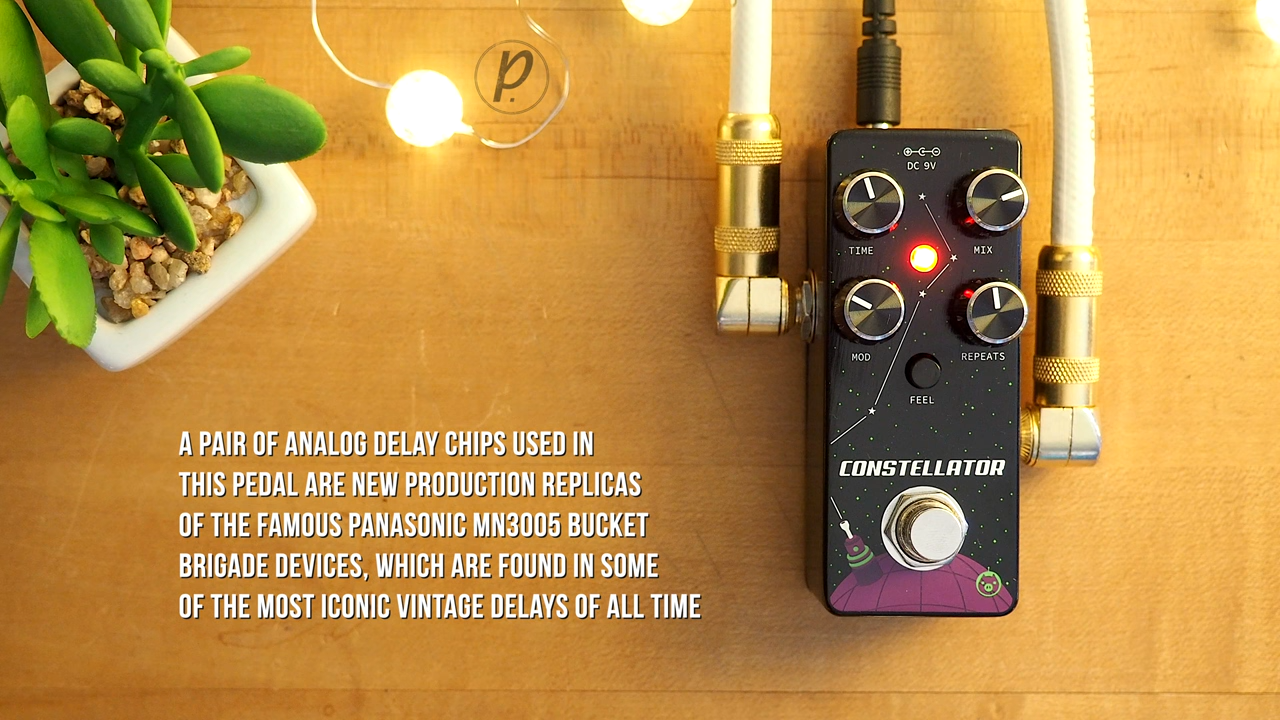 p.
DC 9V
TIME
MIX
MOD
REPEATS
FEEL
CONSTELLATOR
A PAIR OF ANALOG DELAY CHIPS USED IN
THIS PEDAL ARE NEW PRODUCTION REPLICAS
OF THE FAMOUS PANASONIC MN3005 BUCKET
BRIGADE DEVICES, WHICH ARE FOUND IN SOME
OF THE MOST ICONIC VINTAGE DELAYS OF ALL TIME